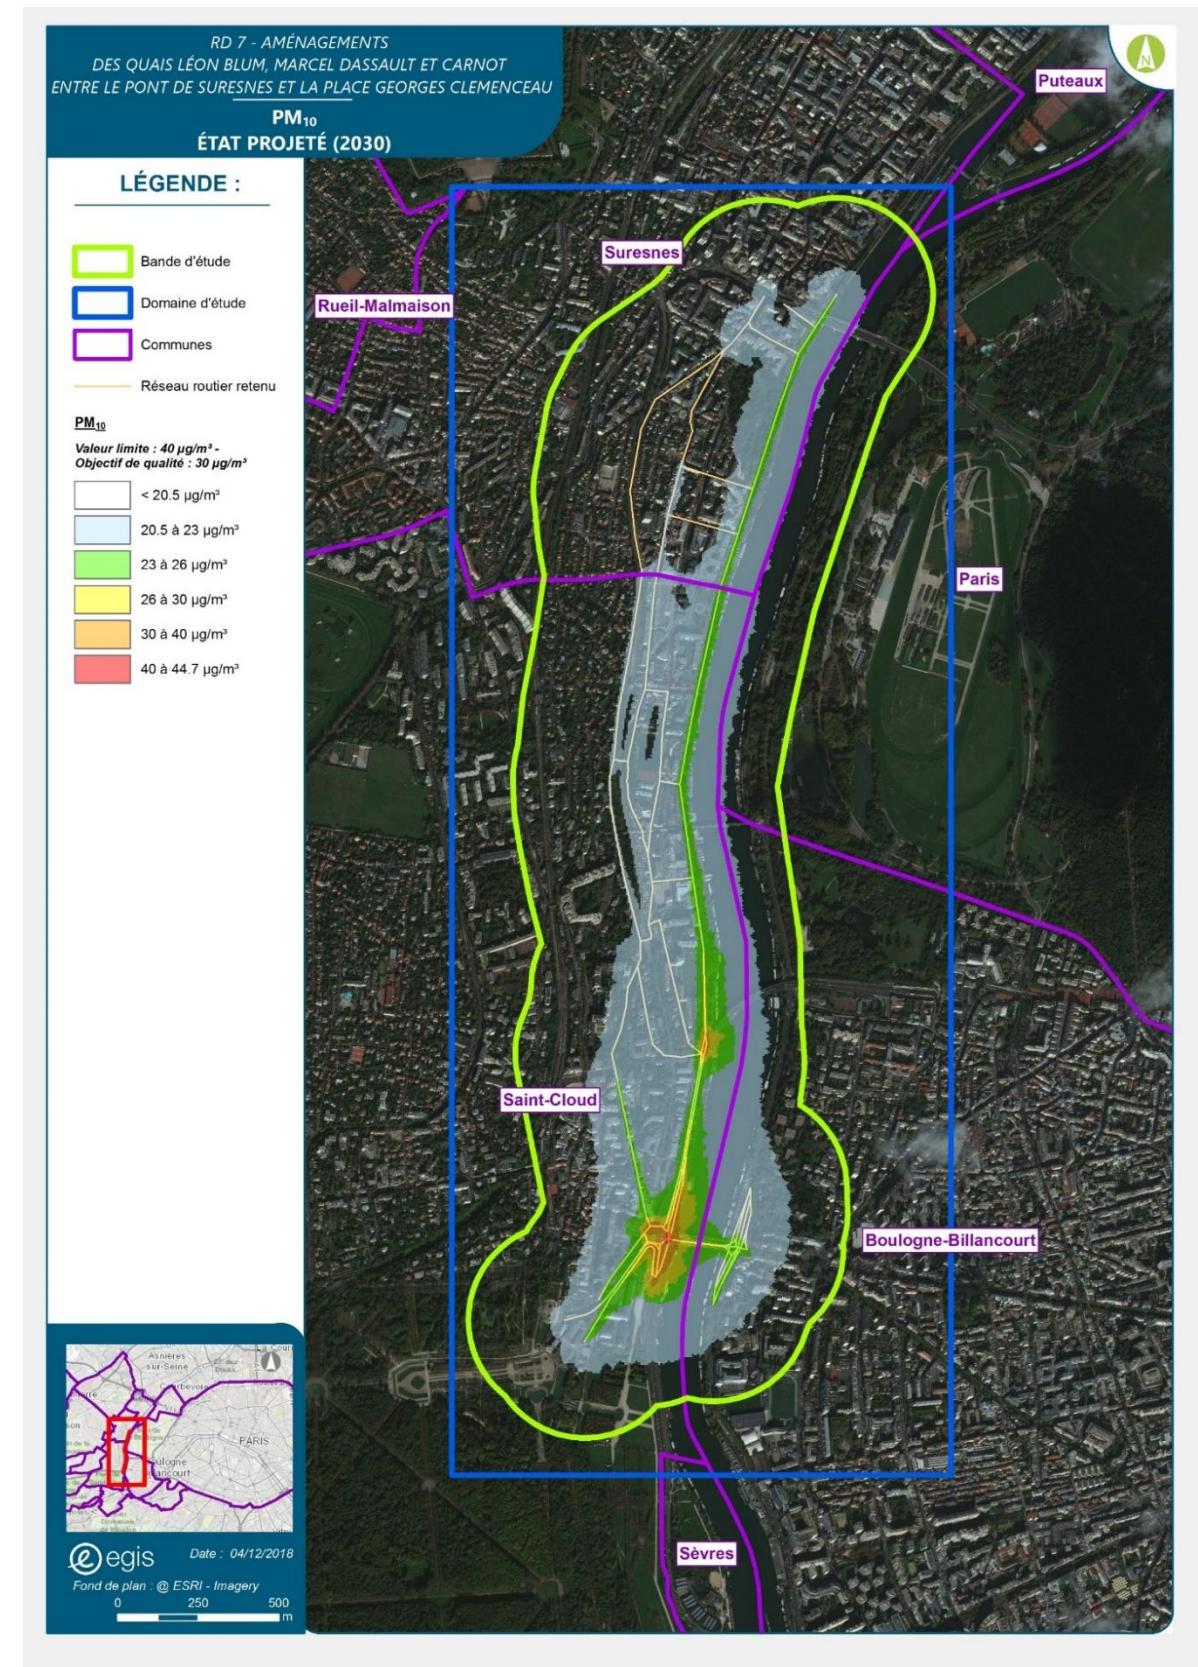 RD 7 - AMÉNAGEMENTS
DES QUAIS LÉON BLUM, MARCEL DASSAULT ET CARNOT
ENTRE LE PONT DE SURESNES ET LA PLACE GEORGES CLEMENCEAU
PM₁₀
ÉTAT PROJETÉ (2030)
LÉGENDE :
Bande d'étude
Domaine d'étude
Communes
Réseau routier retenu
PM₁₀
Valeur limite : 40 µg/m³ -
Objectif de qualité : 30 µg/m³
< 20.5 µg/m³
20.5 à 23 µg/m³
23 à 26 µg/m³
26 à 30 µg/m³
30 à 40 µg/m³
40 à 44.7 µg/m³
N
Puteaux
Suresnes
Rueil-Malmaison
Paris
Saint-Cloud
Boulogne-Billancourt
Sèvres
Asnières
sur-Seine
PARIS
egis
Date : 04/12/2018
Fond de plan : @ ESRI - Imagery
0 250 500
m